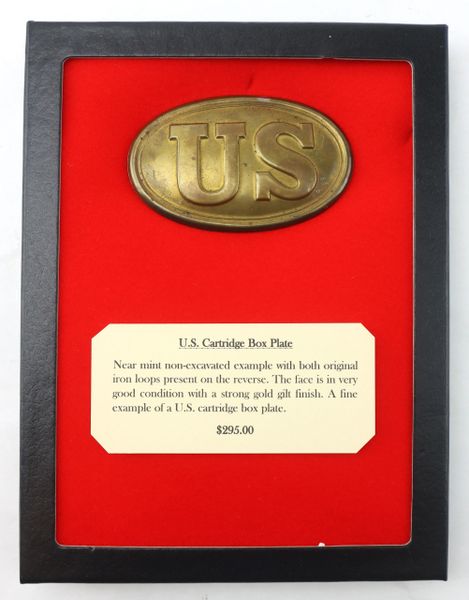 US
U.S. Cartridge Box Plate
Near mint non-excavated example with both original
iron loops present on the reverse. The face is in very
good condition with a strong gold gilt finish. A fine
example of a U.S. cartridge box plate.
$295.00